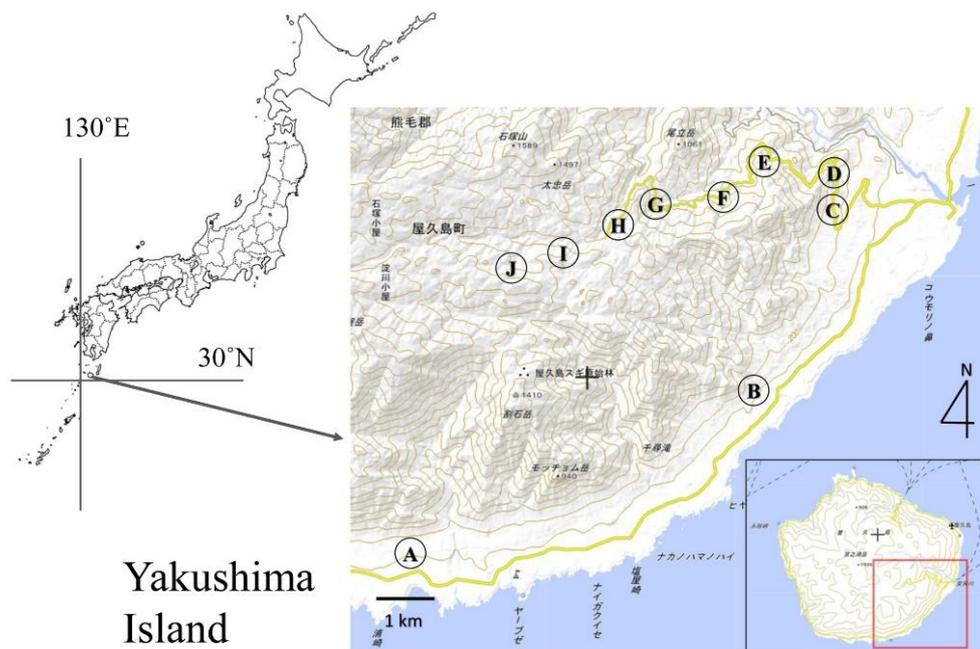 130°E
30°N
Yakushima
Island
熊毛郡
石塚山
1589
1497
太忠岳
尾立岳
1061
石塚小屋
屋久島町
淀川小屋
E
D
C
F
G
H
I
J
コウモリノ鼻
N
屋久島スギ原始林
1410
割石岳
B
千尋滝
モッチョム岳
940
A
1 km
ヤーブゼ
ナイガクイセ
塩屋崎
ナカノハマノハイ
浦崎